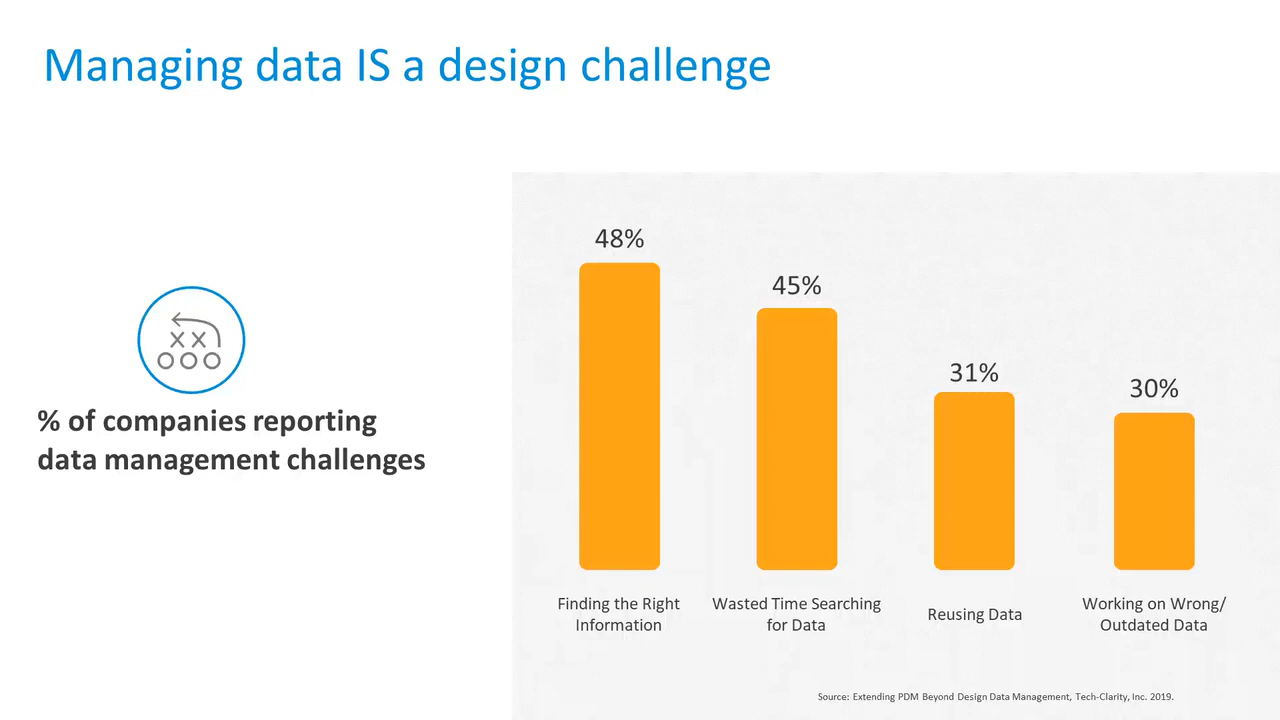 Managing data IS a design challenge
% of companies reporting
data management challenges
48%
45%
31%
30%
Finding the Right
Information
Wasted Time Searching
for Data
Reusing Data
Working on Wrong/
Outdated Data
Source: Extending PDM Beyond Design Data Management, Tech-Clarity, Inc. 2019.